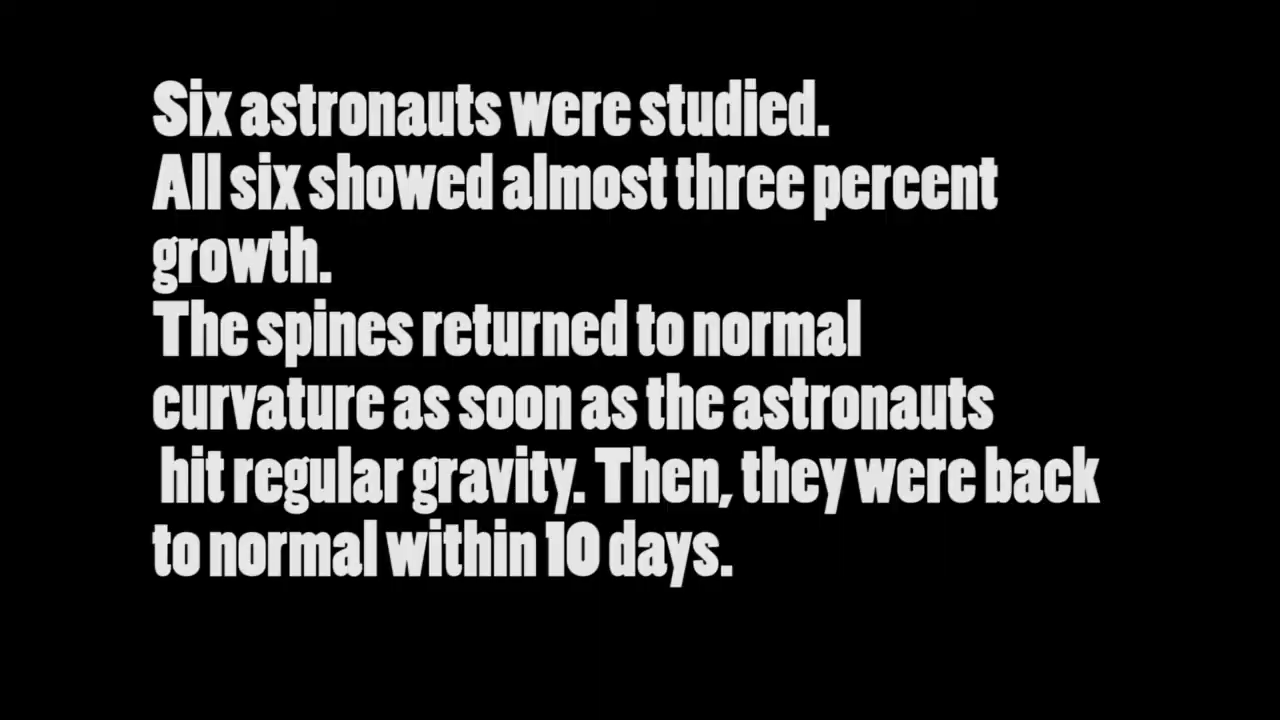 Six astronauts were studied.
All six showed almost three percent
growth.
The spines returned to normal
curvature as soon as the astronauts
hit regular gravity. Then, they were back
to normal within 10 days.